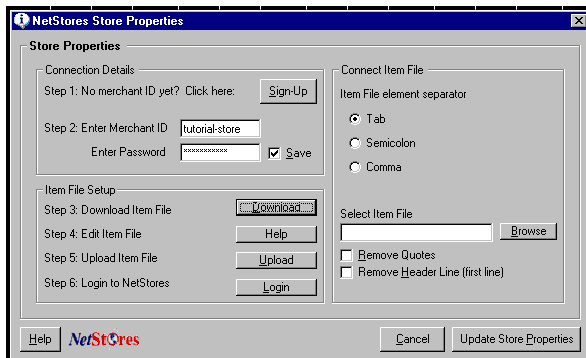 NetStores Store Properties
Store Properties
Connection Details
Step 1: No merchant ID yet? Click here:
Sign-Up
Step 2: Enter Merchant ID
tutorial-store
Enter Password
***********
Save
Item File Setup
Step 3: Download Item File
Download
Step 4: Edit Item File
Help
Step 5: Upload Item File
Upload
Step 6: Login to NetStores
Login
Connect Item File
Item File element separator
Tab
Semicolon
Comma
Select Item File
Browse
Remove Quotes
Remove Header Line (first line)
Help
NetStores
Cancel
Update Store Properties